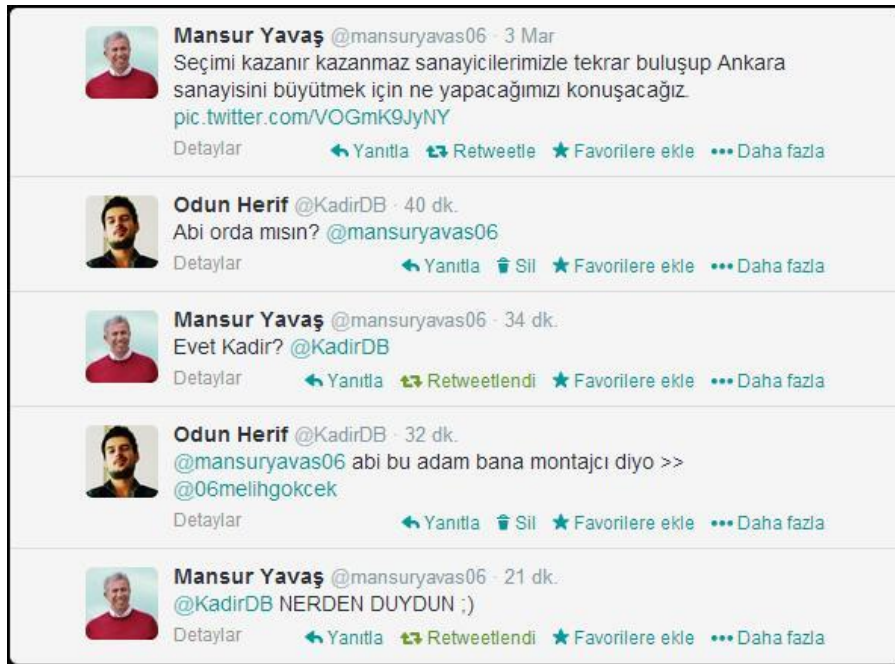 Mansur Yavaş @mansuryavas06 · 3 Mar
Seçimi kazanır kazanmaz sanayicilerimizle tekrar buluşup Ankara
sanayisini büyütmek için ne yapacağımızı konuşacağız.
pic.twitter.com/VOGmK9JyNY
Detaylar Yanıtla Retweetle Favorilere ekle ••• Daha fazla
Odun Herif @KadirDB · 40 dk.
Abi orda mısın? @mansuryavas06
Detaylar Yanıtla Sil Favorilere ekle ••• Daha fazla
Mansur Yavaş @mansuryavas06 · 34 dk.
Evet Kadir? @KadirDB
Detaylar Yanıtla Retweetlendi Favorilere ekle ••• Daha fazla
Odun Herif @KadirDB · 32 dk.
@mansuryavas06 abi bu adam bana montajcı diyo >>
@06melihgokcek
Detaylar Yanıtla Sil Favorilere ekle ••• Daha fazla
Mansur Yavaş @mansuryavas06 · 21 dk.
@KadirDB NERDEN DUYDUN ;)
Detaylar Yanıtla Retweetlendi Favorilere ekle ••• Daha fazla